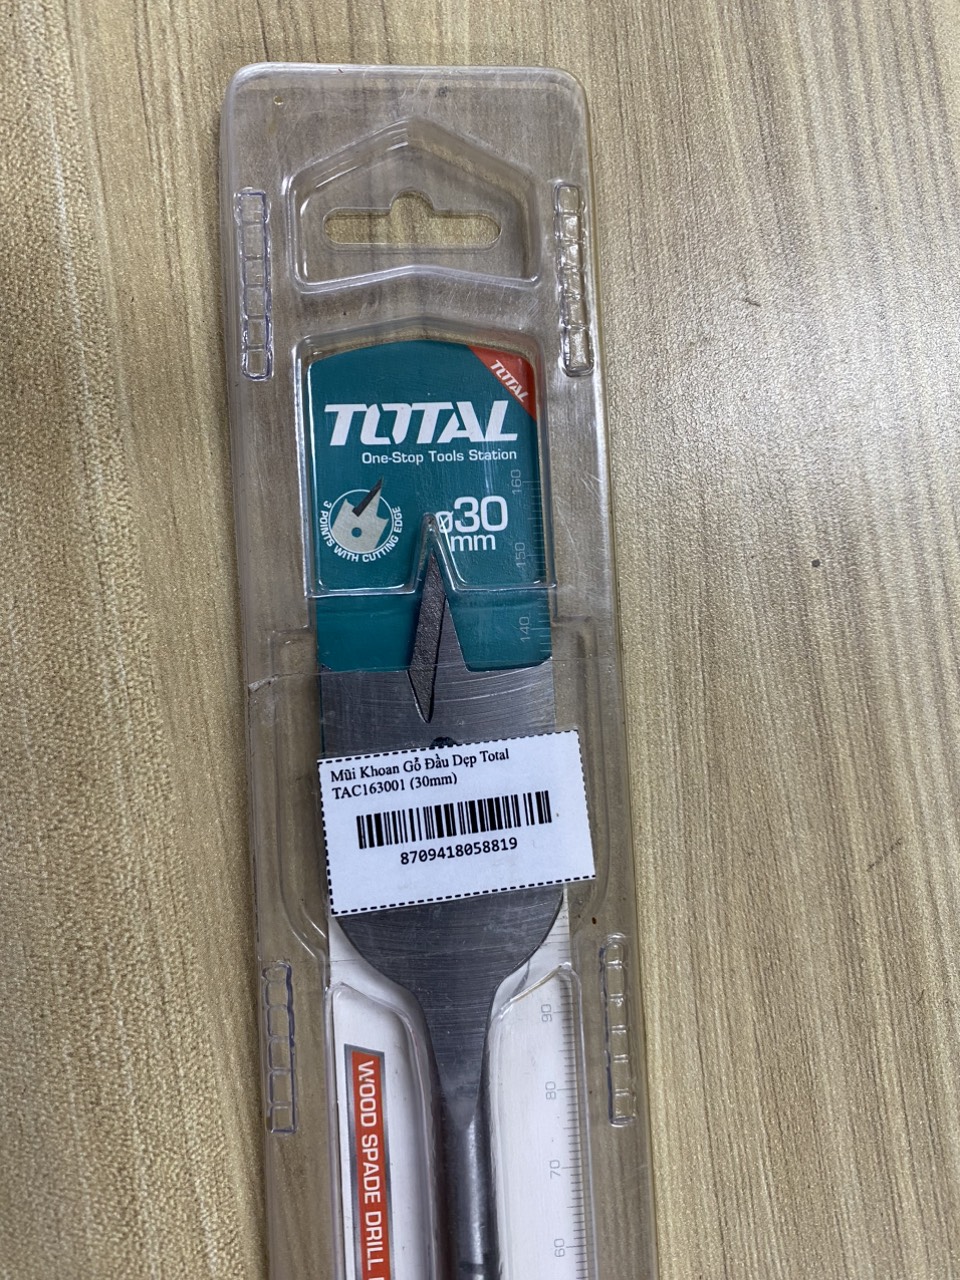 TOTAL
TOTAL
One-Stop Tools Station
3 POINTS WITH CUTTING EDGE
ø30
mm
160
150
140
Mũi Khoan Gỗ Đầu Dẹp Total
TAC163001 (30mm)
8709418058819
90
80
70
60
WOOD SPADE DRILL